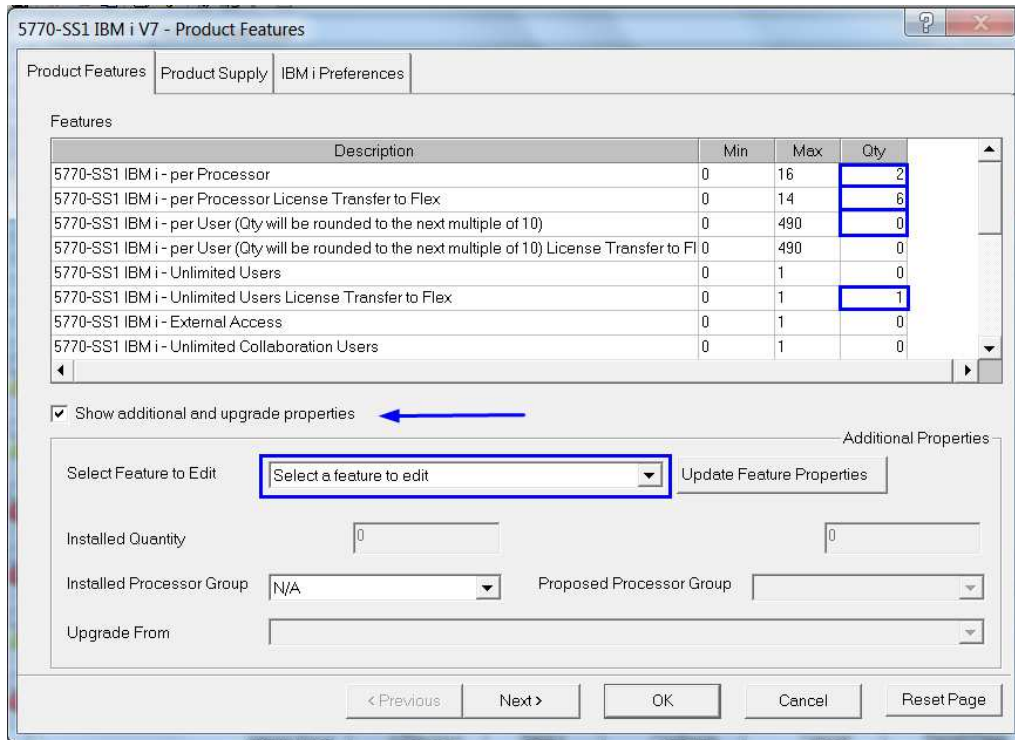 5770-SS1 IBM i V7 - Product Features
Product Features Product Supply IBM i Preferences
Features
Description Min Max Qty
5770-SS1 IBM i - per Processor 0 16 2
5770-SS1 IBM i - per Processor License Transfer to Flex 0 14 6
5770-SS1 IBM i - per User (Qty will be rounded to the next multiple of 10) 0 490 0
5770-SS1 IBM i - per User (Qty will be rounded to the next multiple of 10) License Transfer to Fl 0 490 0
5770-SS1 IBM i - Unlimited Users 0 1 0
5770-SS1 IBM i - Unlimited Users License Transfer to Flex 0 1 1
5770-SS1 IBM i - External Access 0 1 0
5770-SS1 IBM i - Unlimited Collaboration Users 0 1 0
Show additional and upgrade properties
Additional Properties
Select Feature to Edit Select a feature to edit Update Feature Properties
Installed Quantity 0 0
Installed Processor Group N/A Proposed Processor Group
Upgrade From
< Previous Next > OK Cancel Reset Page